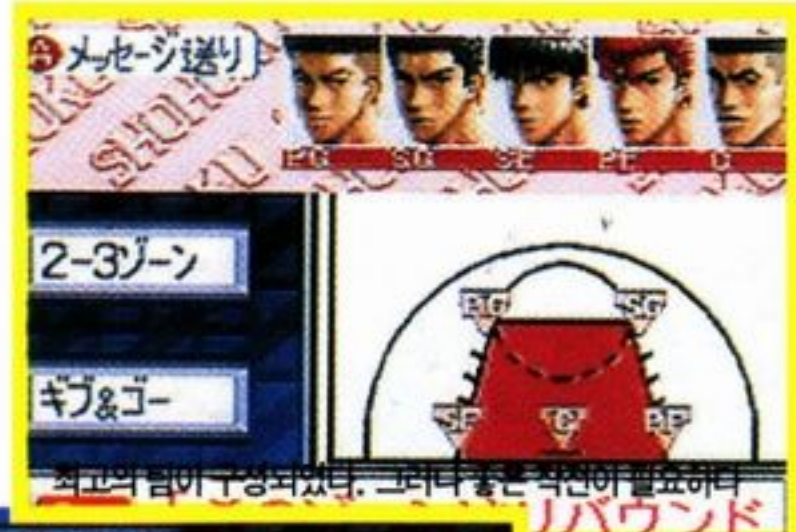 Ⓐメッセージ送り
SHOHOKU
PG SG SF PF C
2-3ゾーン
PG SG
ギブ&ゴー
SF C PF
최고의 팀이 구성되었다. 그러나 좋은 작전이 필요하다
リバウンド